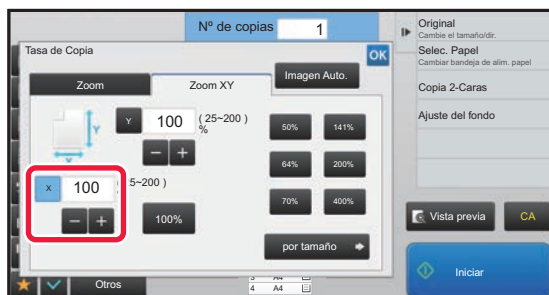 Nº de copias 1
Tasa de Copia
OK
Zoom
Zoom XY
Imagen Auto.
Y
Y 100 ( 25~200 )
%
50% 141%
64% 200%
70% 400%
X 100 5~200 )
100%
por tamaño
Otros
A4
4 A4
Original
Cambie el tamaño/dir.
Selec. Papel
Cambiar bandeja de alim. papel
Copia 2-Caras
Ajuste del fondo
Vista previa
CA
Iniciar